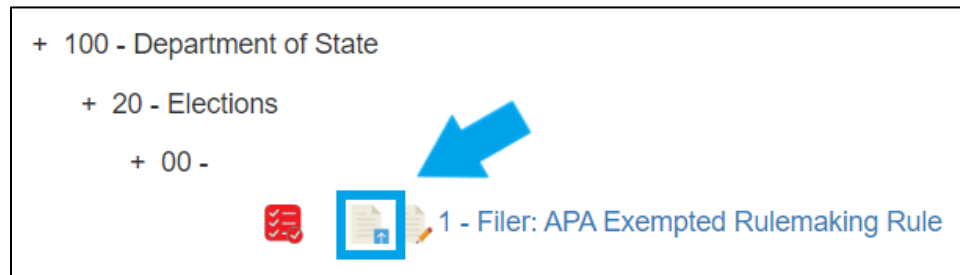 + 100 - Department of State
+ 20 - Elections
+ 00 -
1 - Filer: APA Exempted Rulemaking Rule